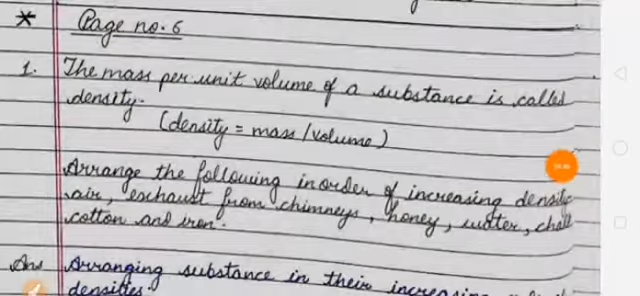 * Page no. 6
1. The mass per unit volume of a substance is called
density.
(density = mass / volume)
Arrange the following in order of increasing density
air, exhaust from chimneys, honey, water, chalk
cotton and iron.
Ans Arranging substance in their increasing
densities.